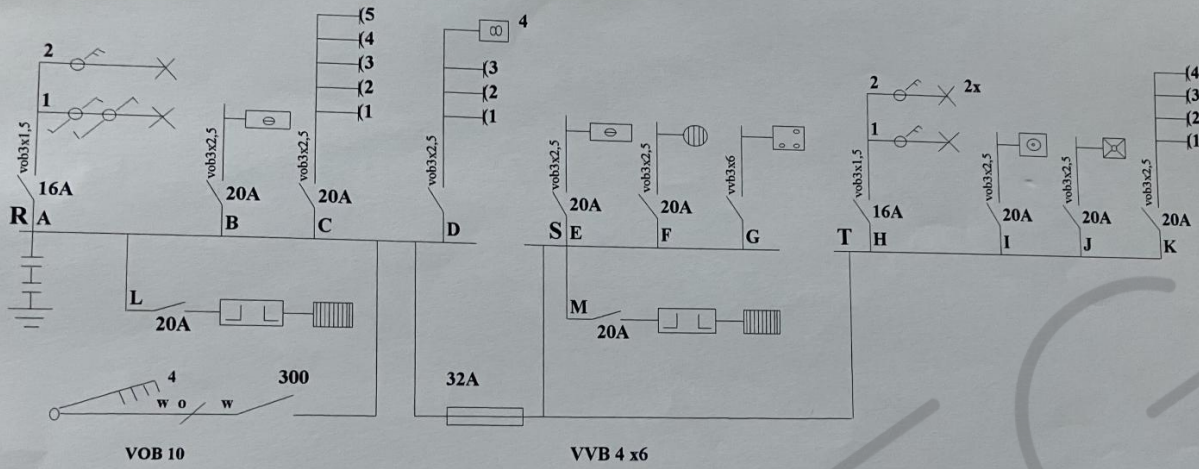 (5
(4
(3
(2
(1
4
(3
(2
(1
2
1
2
2x
1
(4
(3
(2
(1
vob3x1,5
vob3x2,5
vob3x2,5
vob3x2,5
vob3x2,5
vob3x2,5
vvb3x6
vob3x1,5
vob3x2,5
vob3x2,5
vob3x2,5
16A
20A
20A
20A
20A
16A
20A
20A
20A
R A
B
C
D
S E
F
G
T H
I
J
K
L
20A
M
20A
4
300
32A
w o w
VOB 10
VVB 4 x6